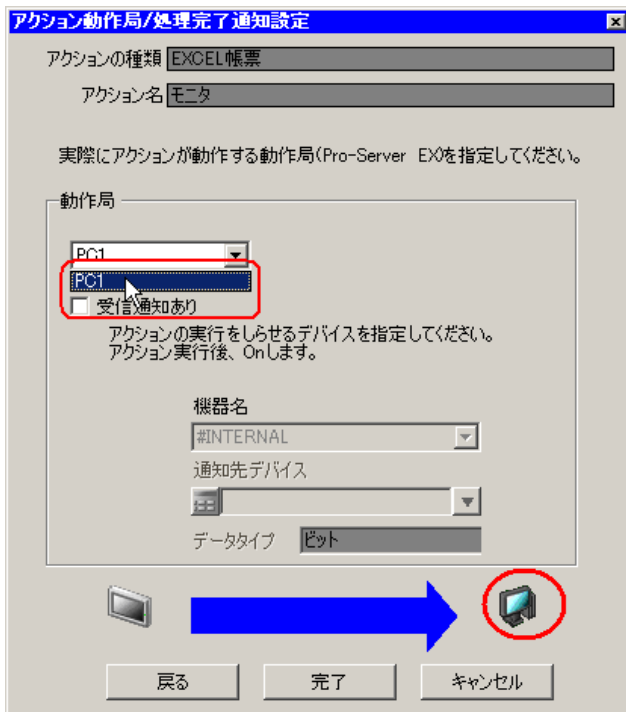 アクション動作局/処理完了通知設定
アクションの種類 EXCEL帳票
アクション名 モニタ
実際にアクションが動作する動作局(Pro-Server EX)を指定してください。
動作局
PC1
PC1
受信通知あり
アクションの実行をしらせるデバイスを指定してください。
アクション実行後、Onします。
機器名
#INTERNAL
通知先デバイス
データタイプ ビット
戻る 完了 キャンセル